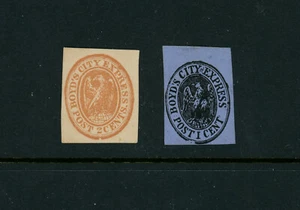 BOYD'S CITY EXPRESS
POST 2 CENTS.
BOYD'S CITY EXPRESS
POST 1 CENT